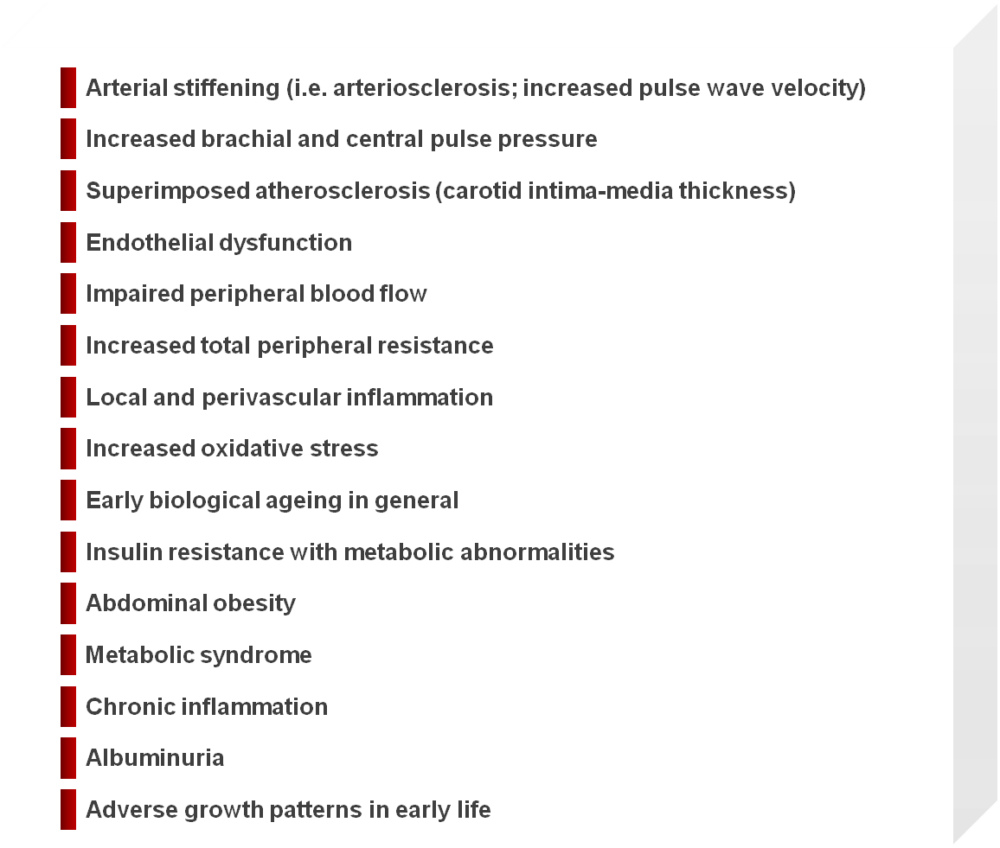 Arterial stiffening (i.e. arteriosclerosis; increased pulse wave velocity)
Increased brachial and central pulse pressure
Superimposed atherosclerosis (carotid intima-media thickness)
Endothelial dysfunction
Impaired peripheral blood flow
Increased total peripheral resistance
Local and perivascular inflammation
Increased oxidative stress
Early biological ageing in general
Insulin resistance with metabolic abnormalities
Abdominal obesity
Metabolic syndrome
Chronic inflammation
Albuminuria
Adverse growth patterns in early life